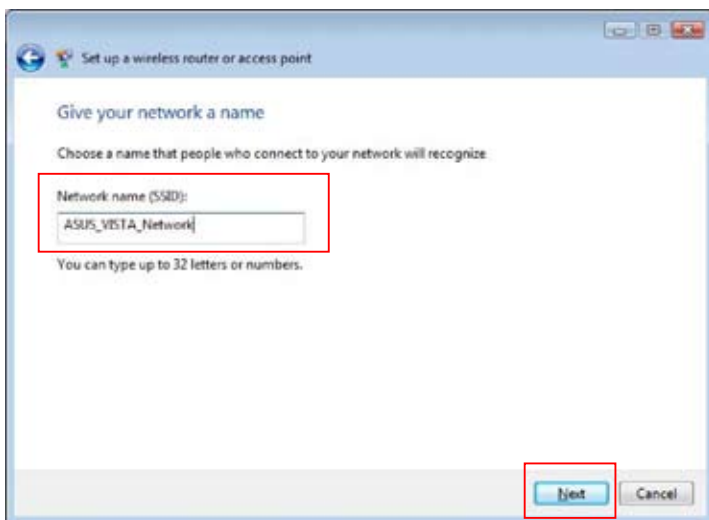 Set up a wireless router or access point
Give your network a name
Choose a name that people who connect to your network will recognize
Network name (SSID):
ASUS_VISTA_Network
You can type up to 32 letters or numbers.
Next
Cancel